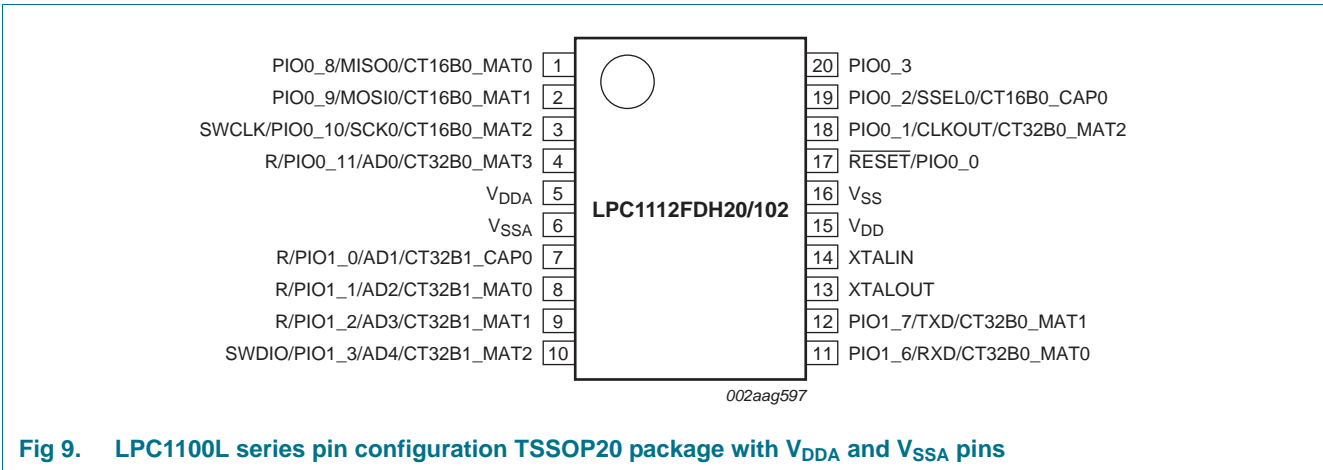 PIO0_8/MISO0/CT16B0_MAT0 1
PIO0_9/MOSI0/CT16B0_MAT1 2
SWCLK/PIO0_10/SCK0/CT16B0_MAT2 3
R/PIO0_11/AD0/CT32B0_MAT3 4
VDDA 5
VSSA 6
R/PIO1_0/AD1/CT32B1_CAP0 7
R/PIO1_1/AD2/CT32B1_MAT0 8
R/PIO1_2/AD3/CT32B1_MAT1 9
SWDIO/PIO1_3/AD4/CT32B1_MAT2 10
LPC1112FDH20/102
20 PIO0_3
19 PIO0_2/SSEL0/CT16B0_CAP0
18 PIO0_1/CLKOUT/CT32B0_MAT2
17 RESET/PIO0_0
16 VSS
15 VDD
14 XTALIN
13 XTALOUT
12 PIO1_7/TXD/CT32B0_MAT1
11 PIO1_6/RXD/CT32B0_MAT0
002aag597
Fig 9. LPC1100L series pin configuration TSSOP20 package with VDDA and VSSA pins